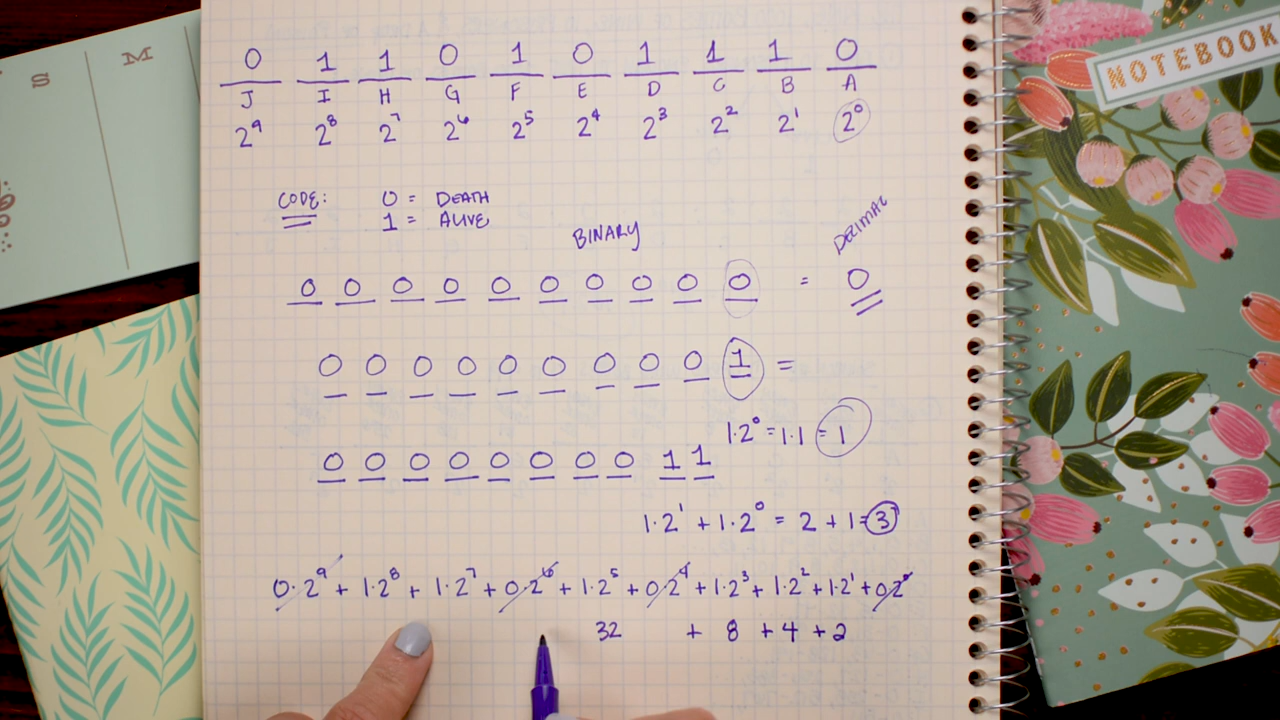 S M
NOTEBOOK
0 1 1 0 1 0 1 1 1 0
J I H G F E D C B A
2⁹ 2⁸ 2⁷ 2⁶ 2⁵ 2⁴ 2³ 2² 2¹ 2⁰
CODE: 0 = DEATH
1 = ALIVE
BINARY DECIMAL
0 0 0 0 0 0 0 0 0 0 = 0
0 0 0 0 0 0 0 0 0 1 =
1·2⁰ = 1·1 = 1
0 0 0 0 0 0 0 0 1 1
1·2¹ + 1·2⁰ = 2 + 1 = 3
0·2⁹ + 1·2⁸ + 1·2⁷ + 0·2⁶ + 1·2⁵ + 0·2⁴ + 1·2³ + 1·2² + 1·2¹ + 0·2⁰
32 + 8 + 4 + 2